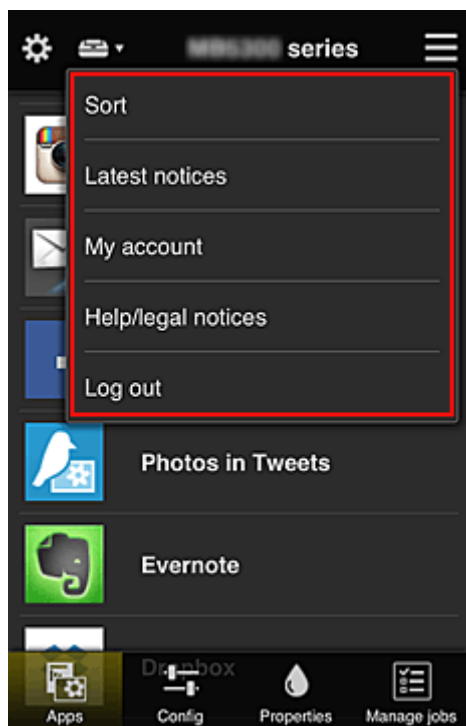 series
Sort
Latest notices
My account
Help/legal notices
Log out
Photos in Tweets
Evernote
Dropbox
Apps
Config
Properties
Manage jobs